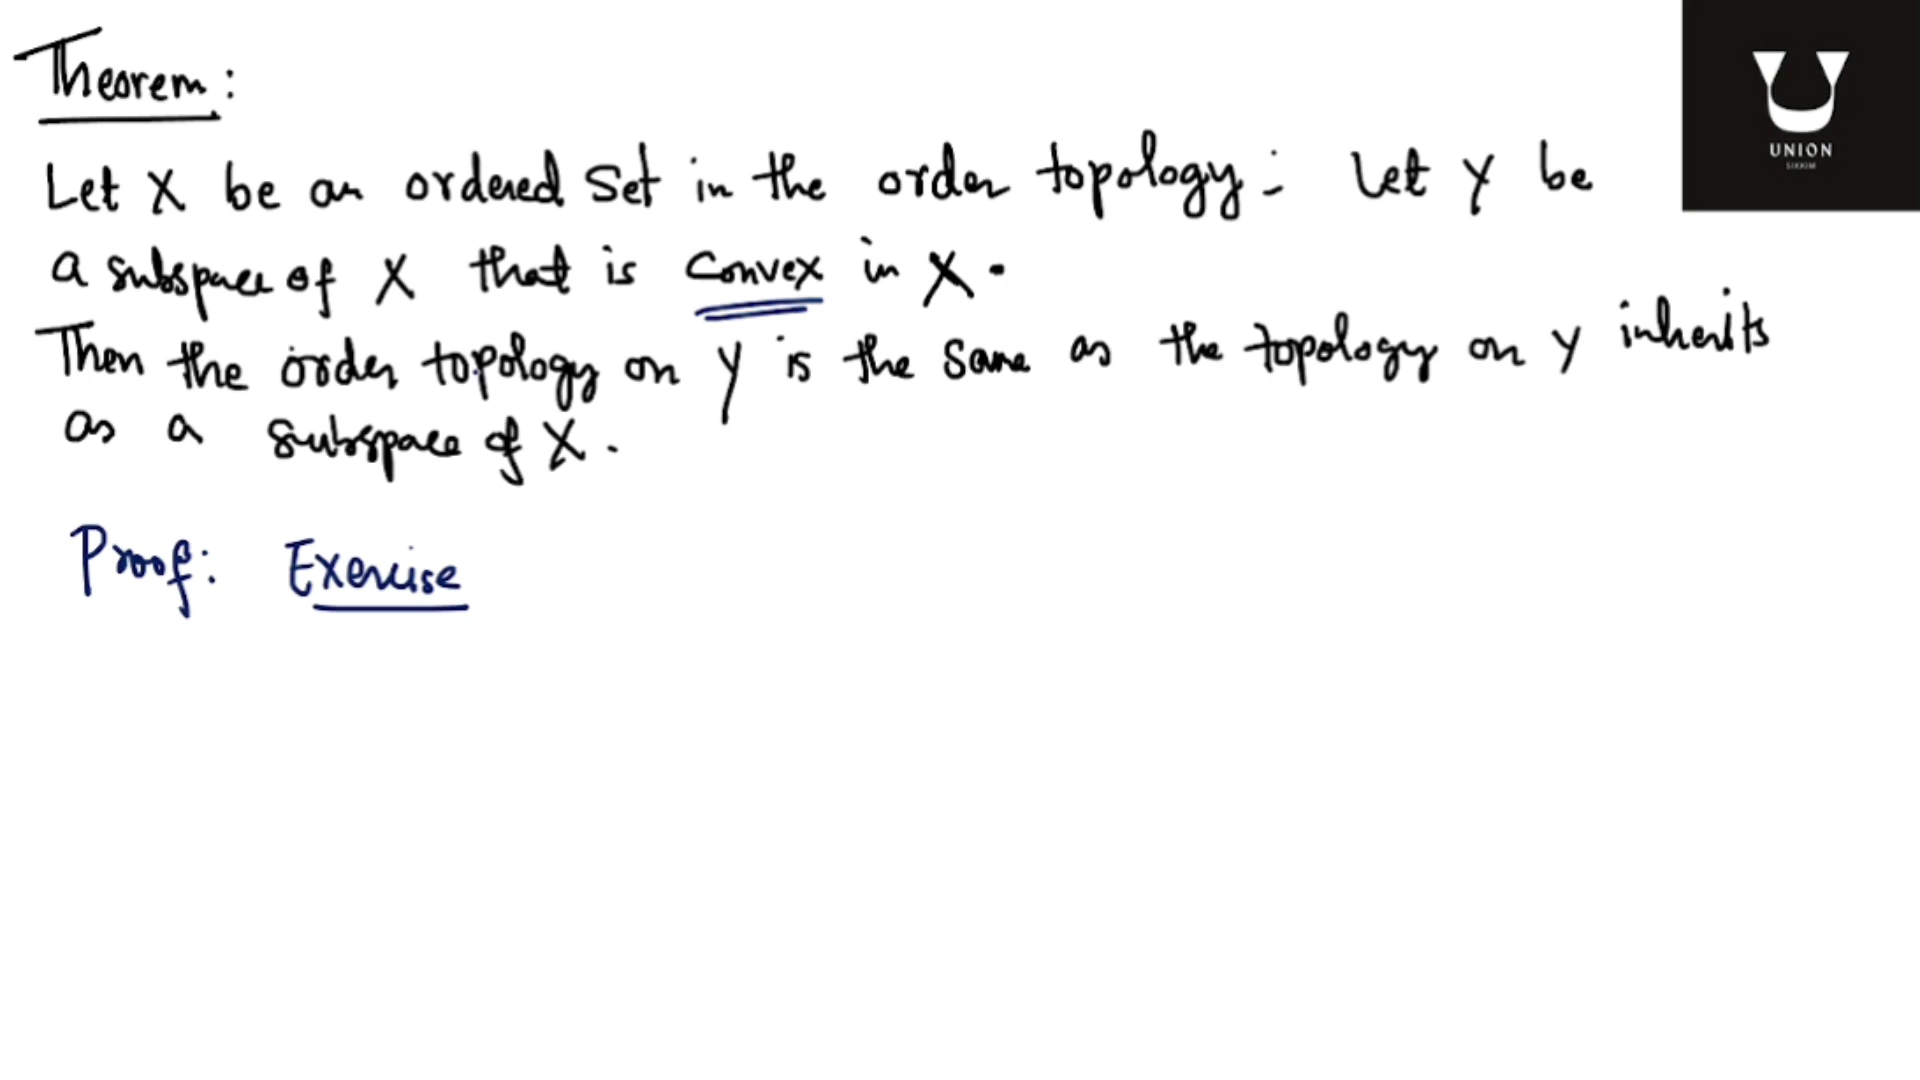 Theorem:
Let X be an ordered set in the order topology. Let Y be
a subspace of X that is convex in X.
Then the order topology on Y is the same as the topology on Y inherits
as a subspace of X.
Proof: Exercise
UNION
SIKKIM